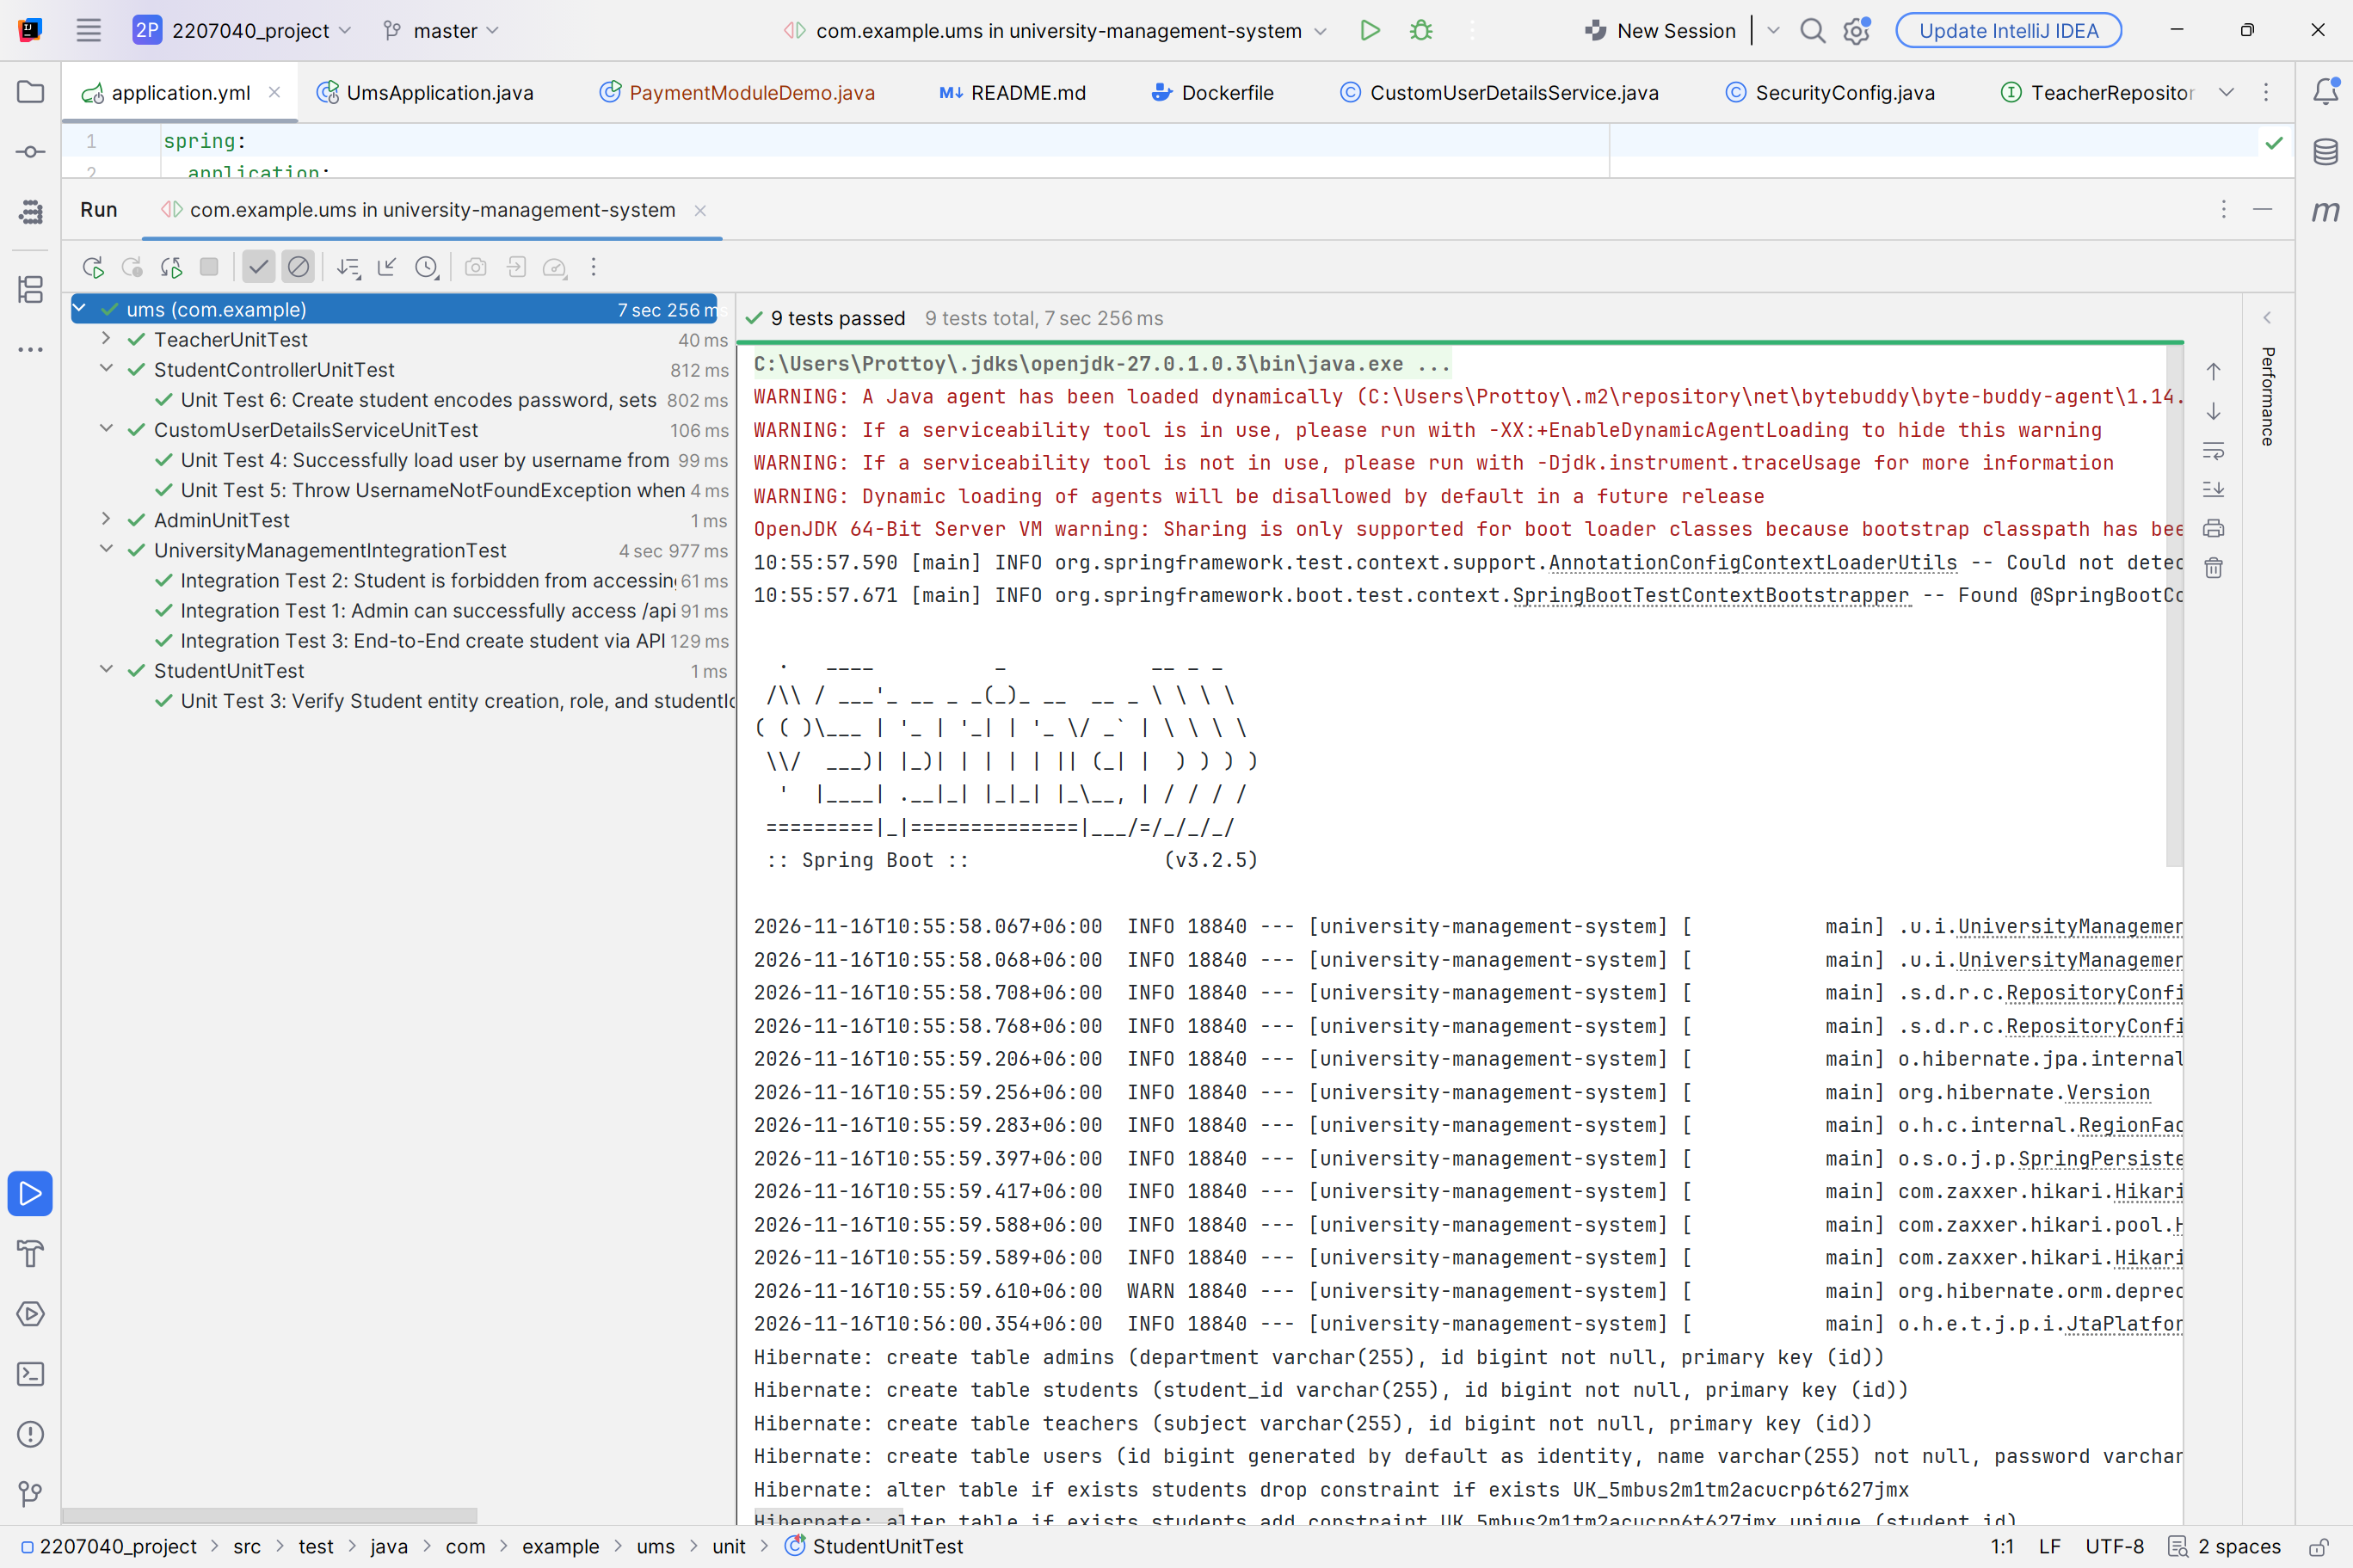 2P 2207040_project master com.example.ums in university-management-system New Session Update IntelliJ IDEA
application.yml UmsApplication.java PaymentModuleDemo.java README.md Dockerfile CustomUserDetailsService.java SecurityConfig.java TeacherRepositor
1 spring:
2 application:
Run com.example.ums in university-management-system
ums (com.example) 7 sec 256 ms
TeacherUnitTest 40 ms
StudentControllerUnitTest 812 ms
Unit Test 6: Create student encodes password, sets 802 ms
CustomUserDetailsServiceUnitTest 106 ms
Unit Test 4: Successfully load user by username from 99 ms
Unit Test 5: Throw UsernameNotFoundException when 4 ms
AdminUnitTest 1 ms
UniversityManagementIntegrationTest 4 sec 977 ms
Integration Test 2: Student is forbidden from accessing 61 ms
Integration Test 1: Admin can successfully access /api 91 ms
Integration Test 3: End-to-End create student via API 129 ms
StudentUnitTest 1 ms
Unit Test 3: Verify Student entity creation, role, and studentId
9 tests passed 9 tests total, 7 sec 256 ms
C:\Users\Prottoy\.jdks\openjdk-27.0.1.0.3\bin\java.exe ...
WARNING: A Java agent has been loaded dynamically (C:\Users\Prottoy\.m2\repository\net\bytebuddy\byte-buddy-agent\1.14.
WARNING: If a serviceability tool is in use, please run with -XX:+EnableDynamicAgentLoading to hide this warning
WARNING: If a serviceability tool is not in use, please run with -Djdk.instrument.traceUsage for more information
WARNING: Dynamic loading of agents will be disallowed by default in a future release
OpenJDK 64-Bit Server VM warning: Sharing is only supported for boot loader classes because bootstrap classpath has bee
10:55:57.590 [main] INFO org.springframework.test.context.support.AnnotationConfigContextLoaderUtils -- Could not detec
10:55:57.671 [main] INFO org.springframework.boot.test.context.SpringBootTestContextBootstrapper -- Found @SpringBootCo
  .   ____          _            __ _ _
 /\\ / ___'_ __ _ _(_)_ __  __ _ \ \ \ \
( ( )\___ | '_ | '_| | '_ \/ _` | \ \ \ \
 \\/  ___)| |_)| | | | | || (_| |  ) ) ) )
  '  |____| .__|_| |_|_| |_\__, | / / / /
 =========|_|==============|___/=/_/_/_/
 :: Spring Boot ::                (v3.2.5)
2026-11-16T10:55:58.067+06:00  INFO 18840 --- [university-management-system] [           main] .u.i.UniversityManagemen
2026-11-16T10:55:58.068+06:00  INFO 18840 --- [university-management-system] [           main] .u.i.UniversityManagemen
2026-11-16T10:55:58.708+06:00  INFO 18840 --- [university-management-system] [           main] .s.d.r.c.RepositoryConfi
2026-11-16T10:55:58.768+06:00  INFO 18840 --- [university-management-system] [           main] .s.d.r.c.RepositoryConfi
2026-11-16T10:55:59.206+06:00  INFO 18840 --- [university-management-system] [           main] o.hibernate.jpa.internal
2026-11-16T10:55:59.256+06:00  INFO 18840 --- [university-management-system] [           main] org.hibernate.Version
2026-11-16T10:55:59.283+06:00  INFO 18840 --- [university-management-system] [           main] o.h.c.internal.RegionFac
2026-11-16T10:55:59.397+06:00  INFO 18840 --- [university-management-system] [           main] o.s.o.j.p.SpringPersiste
2026-11-16T10:55:59.417+06:00  INFO 18840 --- [university-management-system] [           main] com.zaxxer.hikari.Hikari
2026-11-16T10:55:59.588+06:00  INFO 18840 --- [university-management-system] [           main] com.zaxxer.hikari.pool.H
2026-11-16T10:55:59.589+06:00  INFO 18840 --- [university-management-system] [           main] com.zaxxer.hikari.Hikari
2026-11-16T10:55:59.610+06:00  WARN 18840 --- [university-management-system] [           main] org.hibernate.orm.deprec
2026-11-16T10:56:00.354+06:00  INFO 18840 --- [university-management-system] [           main] o.h.e.t.j.p.i.JtaPlatfor
Hibernate: create table admins (department varchar(255), id bigint not null, primary key (id))
Hibernate: create table students (student_id varchar(255), id bigint not null, primary key (id))
Hibernate: create table teachers (subject varchar(255), id bigint not null, primary key (id))
Hibernate: create table users (id bigint generated by default as identity, name varchar(255) not null, password varchar
Hibernate: alter table if exists students drop constraint if exists UK_5mbus2m1tm2acucrp6t627jmx
Hibernate: alter table if exists students add constraint UK_5mbus2m1tm2acucrp6t627jmx unique (student_id)
Performance
2207040_project > src > test > java > com > example > ums > unit > StudentUnitTest 1:1 LF UTF-8 2 spaces